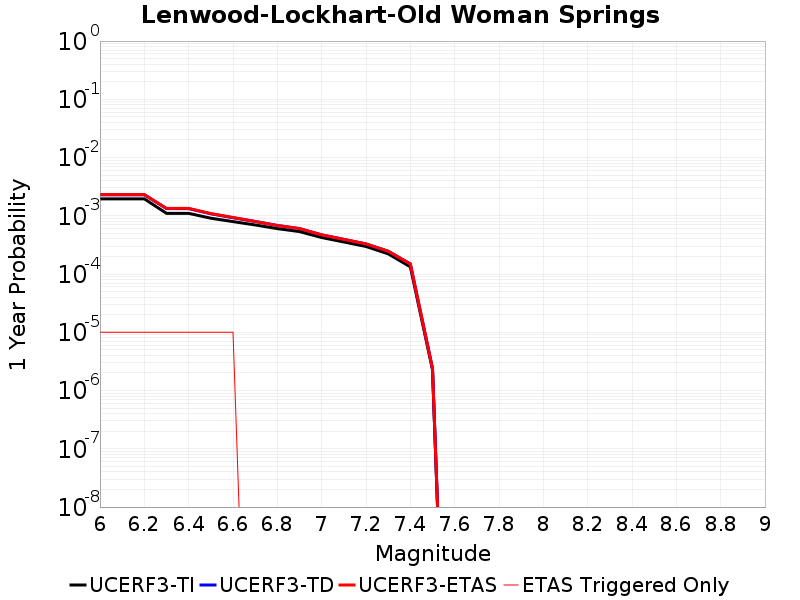 Lenwood-Lockhart-Old Woman Springs
10^0
10^-1
10^-2
10^-3
10^-4
10^-5
10^-6
10^-7
10^-8
1 Year Probability
6 6.2 6.4 6.6 6.8 7 7.2 7.4 7.6 7.8 8 8.2 8.4 8.6 8.8 9
Magnitude
UCERF3-TI UCERF3-TD UCERF3-ETAS ETAS Triggered Only